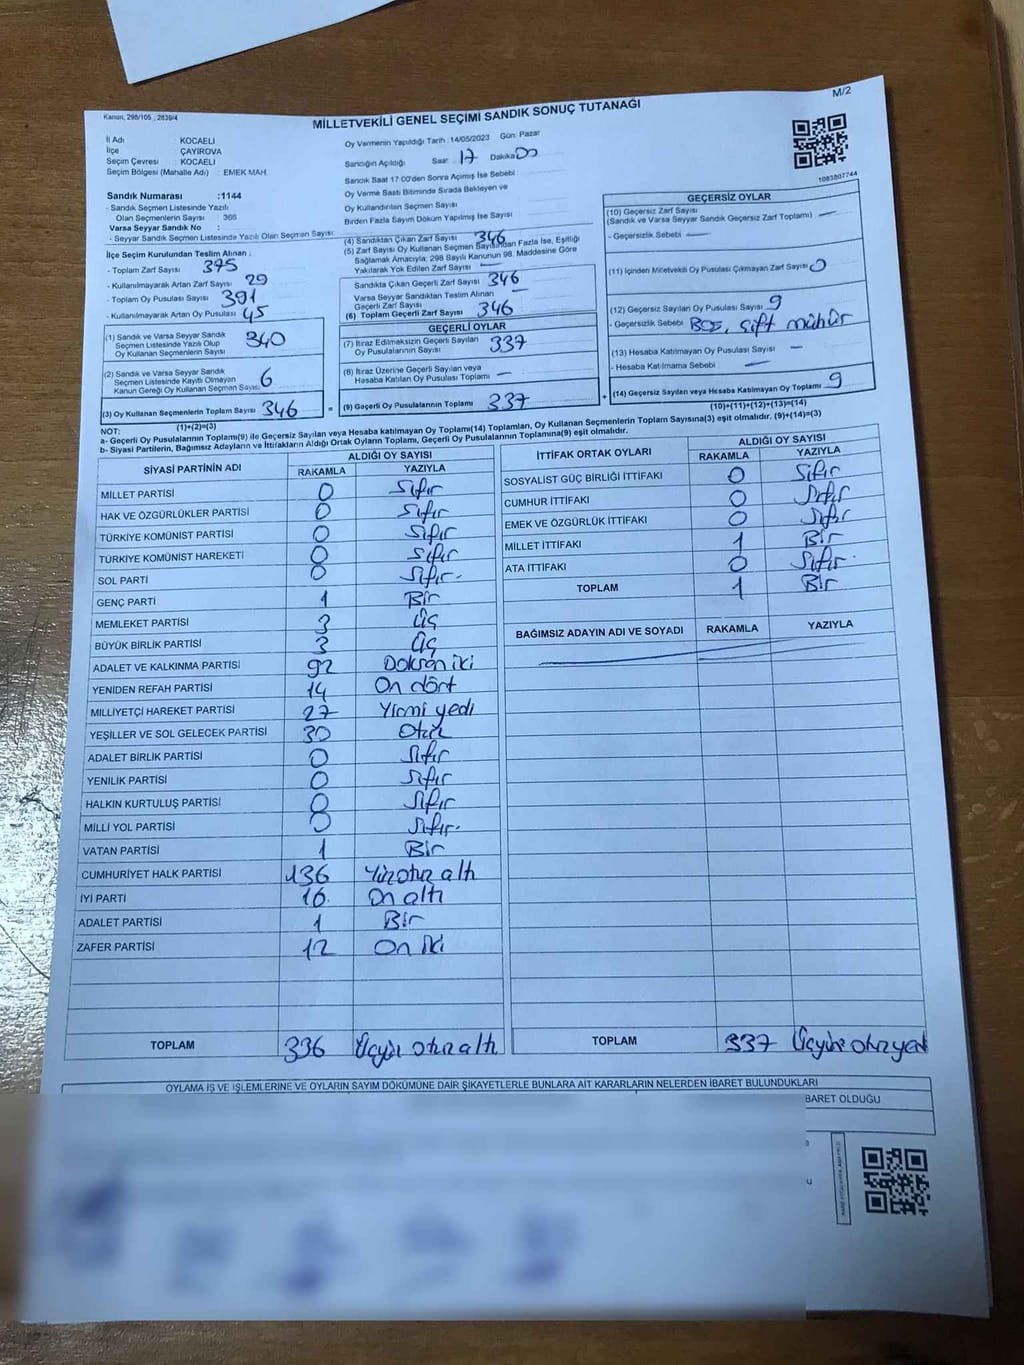 Kanun, 298/105 , 2839/4
M/2
MİLLETVEKİLİ GENEL SEÇİMİ SANDIK SONUÇ TUTANAĞI
İl Adı : KOCAELİ
İlçe : ÇAYIROVA
Seçim Çevresi : KOCAELİ
Seçim Bölgesi (Mahalle Adı) : EMEK MAH.
Sandık Numarası :1144
- Sandık Seçmen Listesinde Yazılı
Olan Seçmenlerin Sayısı : 366
Varsa Seyyar Sandık No :
- Seyyar Sandık Seçmen Listesinde Yazılı Olan Seçmen Sayısı:
İlçe Seçim Kurulundan Teslim Alınan :
- Toplam Zarf Sayısı 375
- Kullanılmayarak Artan Zarf Sayısı 29
- Toplam Oy Pusulası Sayısı 391
- Kullanılmayarak Artan Oy Pusulası 45
(1) Sandık ve Varsa Seyyar Sandık
Seçmen Listesinde Yazılı Olup
Oy Kullanan Seçmenlerin Sayısı 340
(2) Sandık ve Varsa Seyyar Sandık
Seçmen Listesinde Kayıtlı Olmayan
Kanun Gereği Oy Kullanan Seçmen Sayısı: 6
(3) Oy Kullanan Seçmenlerin Toplam Sayısı 346
(1)+(2)=(3)
Oy Vermenin Yapıldığı Tarih :14/05/2023 Gün: Pazar
Sandığın Açıldığı Saat 17 Dakika 00
Sandık Saat 17:00'den Sonra Açılmış İse Sebebi
Oy Verme Saati Bitiminde Sırada Bekleyen ve
Oy Kullandırılan Seçmen Sayısı
Birden Fazla Sayım Döküm Yapılmış İse Sayısı
(4) Sandıktan Çıkan Zarf Sayısı 346
(5) Zarf Sayısı Oy Kullanan Seçmen Sayısından Fazla İse, Eşitliği
Sağlamak Amacıyla; 298 Sayılı Kanunun 98. Maddesine Göre
Yakılarak Yok Edilen Zarf Sayısı —
Sandıkta Çıkan Geçerli Zarf Sayısı 346
Varsa Seyyar Sandıktan Teslim Alınan
Geçerli Zarf Sayısı —
(6) Toplam Geçerli Zarf Sayısı 346
GEÇERLİ OYLAR
(7) İtiraz Edilmeksizin Geçerli Sayılan
Oy Pusulalarının Sayısı 337
(8) İtiraz Üzerine Geçerli Sayılan veya
Hesaba Katılan Oy Pusulası Toplamı —
= (9) Geçerli Oy Pusulalarının Toplamı 337
1083807744
GEÇERSİZ OYLAR
(10) Geçersiz Zarf Sayısı
(Sandık ve Varsa Seyyar Sandık Geçersiz Zarf Toplamı) —
- Geçersizlik Sebebi —
(11) İçinden Milletvekili Oy Pusulası Çıkmayan Zarf Sayısı 0
(12) Geçersiz Sayılan Oy Pusulası Sayısı 9
- Geçersizlik Sebebi Boş, çift mühür
(13) Hesaba Katılmayan Oy Pusulası Sayısı —
- Hesaba Katılmama Sebebi —
+ (14) Geçersiz Sayılan veya Hesaba Katılmayan Oy Toplamı 9
(10)+(11)+(12)+(13)=(14)
NOT:
a- Geçerli Oy Pusulalarının Toplamı(9) ile Geçersiz Sayılan veya Hesaba katılmayan Oy Toplamı(14) Toplamları, Oy Kullanan Seçmenlerin Toplam Sayısına(3) eşit olmalıdır. (9)+(14)=(3)
b- Siyasi Partilerin, Bağımsız Adayların ve İttifakların Aldığı Ortak Oyların Toplamı, Geçerli Oy Pusulalarının Toplamına(9) eşit olmalıdır.
SİYASİ PARTİNİN ADI
ALDIĞI OY SAYISI
RAKAMLA YAZIYLA
MİLLET PARTİSİ 0 Sıfır
HAK VE ÖZGÜRLÜKLER PARTİSİ 0 Sıfır
TÜRKİYE KOMÜNİST PARTİSİ 0 Sıfır
TÜRKİYE KOMÜNİST HAREKETİ 0 Sıfır
SOL PARTİ 0 Sıfır.
GENÇ PARTİ 1 Bir
MEMLEKET PARTİSİ 3 Üç
BÜYÜK BİRLİK PARTİSİ 3 Üç
ADALET VE KALKINMA PARTİSİ 92 Doksan iki
YENİDEN REFAH PARTİSİ 14 On dört
MİLLİYETÇİ HAREKET PARTİSİ 27 Yirmi yedi
YEŞİLLER VE SOL GELECEK PARTİSİ 30 Otuz
ADALET BİRLİK PARTİSİ 0 Sıfır
YENİLİK PARTİSİ 0 Sıfır
HALKIN KURTULUŞ PARTİSİ 0 Sıfır
MİLLİ YOL PARTİSİ 0 Sıfır.
VATAN PARTİSİ 1 Bir
CUMHURİYET HALK PARTİSİ 136 Yüzotuz altı
İYİ PARTİ 16 On altı
ADALET PARTİSİ 1 Bir
ZAFER PARTİSİ 12 On iki
TOPLAM 336 Üçyüz otuz altı
İTTİFAK ORTAK OYLARI
ALDIĞI OY SAYISI
RAKAMLA YAZIYLA
SOSYALİST GÜÇ BİRLİĞİ İTTİFAKI 0 Sıfır
CUMHUR İTTİFAKI 0 Sıfır
EMEK VE ÖZGÜRLÜK İTTİFAKI 0 Sıfır
MİLLET İTTİFAKI 1 Bir
ATA İTTİFAKI 0 Sıfır.
TOPLAM 1 Bir
BAĞIMSIZ ADAYIN ADI VE SOYADI RAKAMLA YAZIYLA
TOPLAM 337 Üçyüz otuz yedi
OYLAMA İŞ VE İŞLEMLERİNE VE OYLARIN SAYIM DÖKÜMÜNE DAİR ŞİKAYETLERLE BUNLARA AİT KARARLARIN NELERDEN İBARET BULUNDUKLARI
BARET OLDUĞU